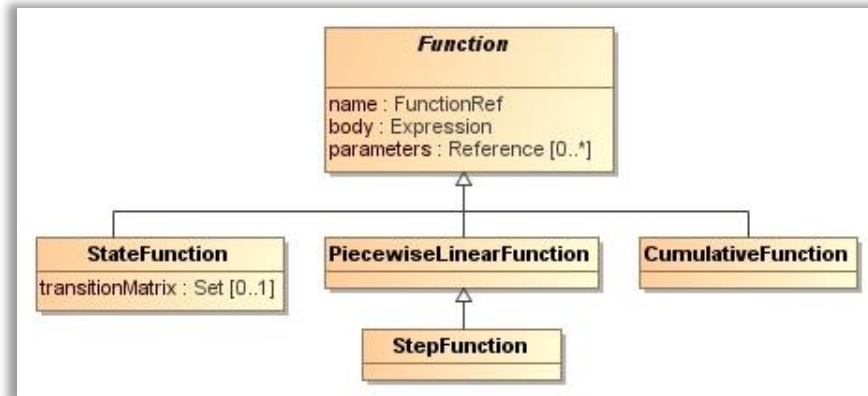 Function
name : FunctionRef
body : Expression
parameters : Reference [0..*]
StateFunction
transitionMatrix : Set [0..1]
PiecewiseLinearFunction
CumulativeFunction
StepFunction